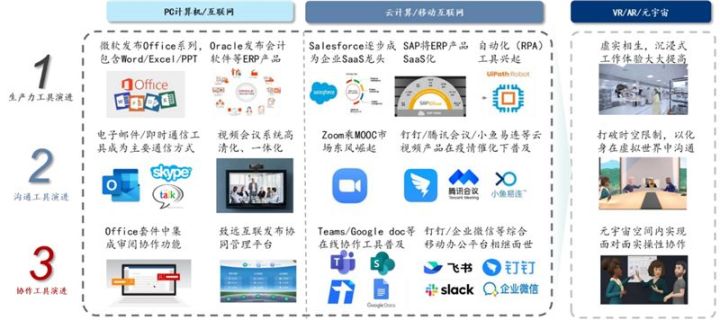 PC计算机/互联网
云计算/移动互联网
VR/AR/元宇宙
1
生产力工具演进
微软发布Office系列，
包含Word/Excel/PPT
Office
Oracle发布会计
软件等ERP产品
Salesforce逐步成
为企业SaaS龙头
salesforce
SAP将ERP产品
SaaS化
自动化（RPA）
工具兴起
UiPath Robot
虚实相生，沉浸式
工作体验大大提高
2
沟通工具演进
电子邮件/即时通信工
具成为主要通信方式
skype
talk
视频会议系统高
清化、一体化
Zoom乘MOOC市
场东风崛起
钉钉/腾讯会议/小鱼易连等云
视频产品在疫情催化下普及
腾讯会议
Tencent Meeting
小鱼易连
打破时空限制，以化
身在虚拟世界中沟通
3
协作工具演进
Office套件中集
成审阅协作功能
致远互联发布协
同管理平台
Teams/Google doc等
在线协作工具普及
Google Docs
钉钉/企业微信等综合
移动办公平台相继面世
飞书
钉钉
slack
企业微信
元宇宙空间内实现
面对面实操性协作